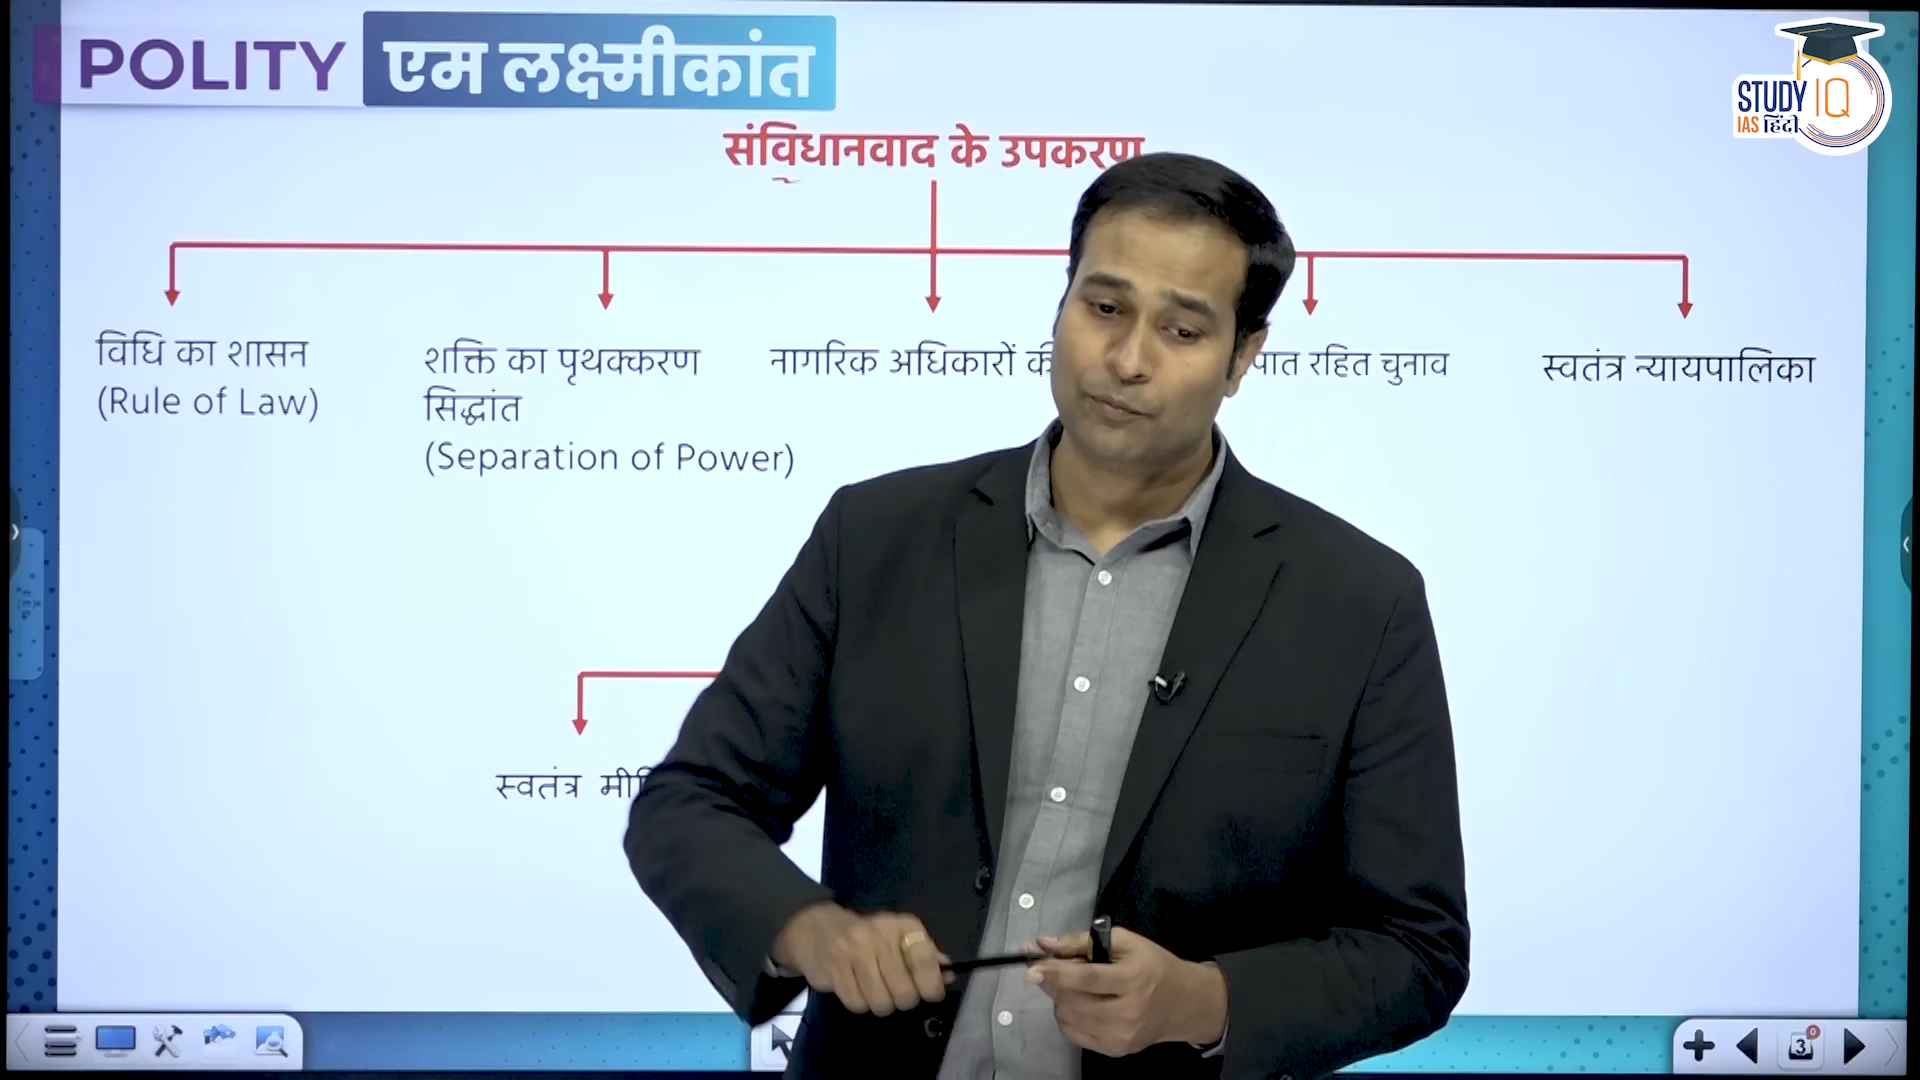 POLITY एम लक्ष्मीकांत
STUDY IQ
IAS हिंदी
संविधानवाद के उपकरण
विधि का शासन
(Rule of Law)
शक्ति का पृथक्करण
सिद्धांत
(Separation of Power)
नागरिक अधिकारों
रहित चुनाव
स्वतंत्र न्यायपालिका
स्वतंत्र
3
0